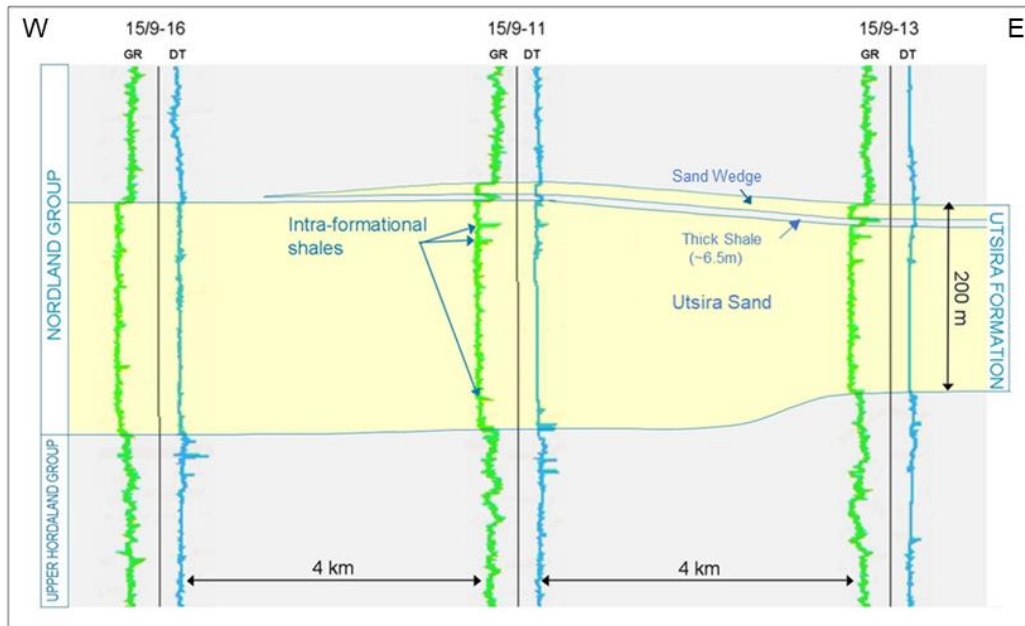 W
E
15/9-16
15/9-11
15/9-13
GR DT
GR DT
GR DT
NORDLAND GROUP
Sand Wedge
Intra-formational
shales
Thick Shale
(~6.5m)
Utsira Sand
200 m
UTSIRA FORMATION
UPPER HORDALAND GROUP
4 km
4 km